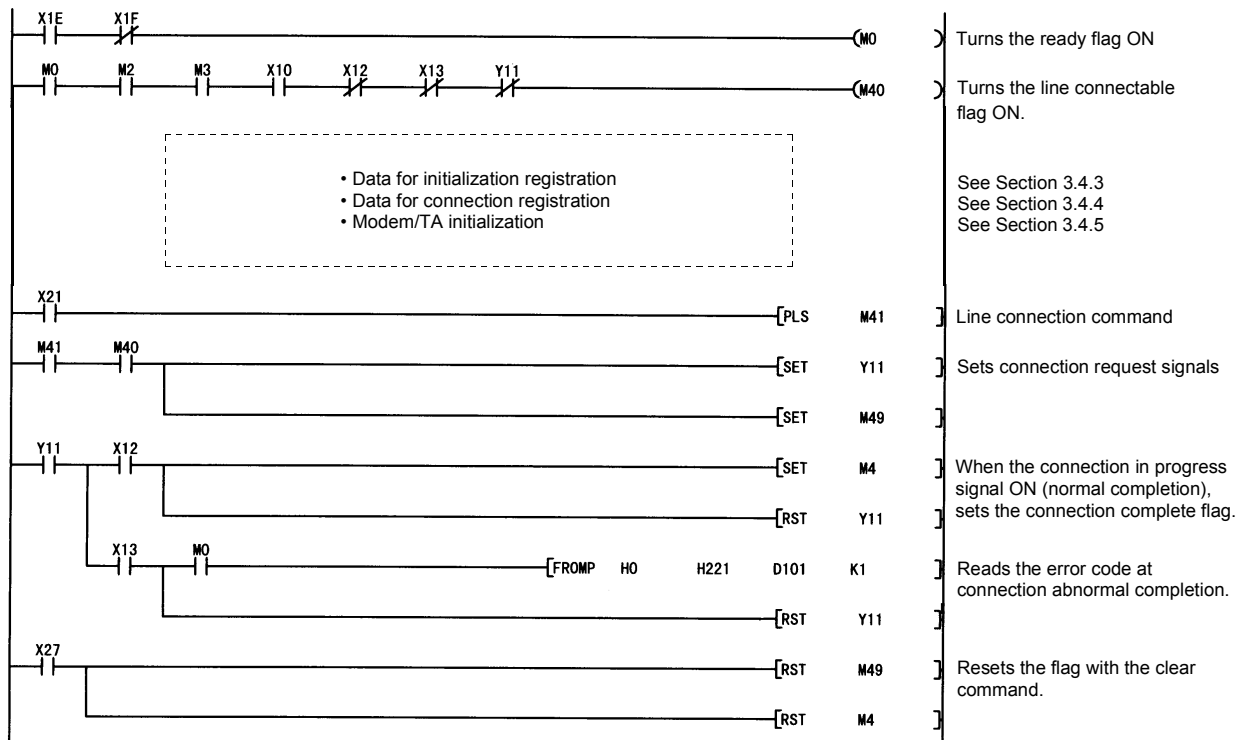 X1E X1F
(M0 ) Turns the ready flag ON
M0 M2 M3 X10 X12 X13 Y11
(M40 ) Turns the line connectable
flag ON.
• Data for initialization registration
• Data for connection registration
• Modem/TA initialization
See Section 3.4.3
See Section 3.4.4
See Section 3.4.5
X21
[PLS M41 ] Line connection command
M41 M40
[SET Y11 ] Sets connection request signals
[SET M49 ]
Y11 X12
[SET M4 ] When the connection in progress
signal ON (normal completion),
sets the connection complete flag.
[RST Y11 ]
X13 M0
[FROMP H0 H221 D101 K1 ] Reads the error code at
connection abnormal completion.
[RST Y11 ]
X27
[RST M49 ] Resets the flag with the clear
command.
[RST M4 ]